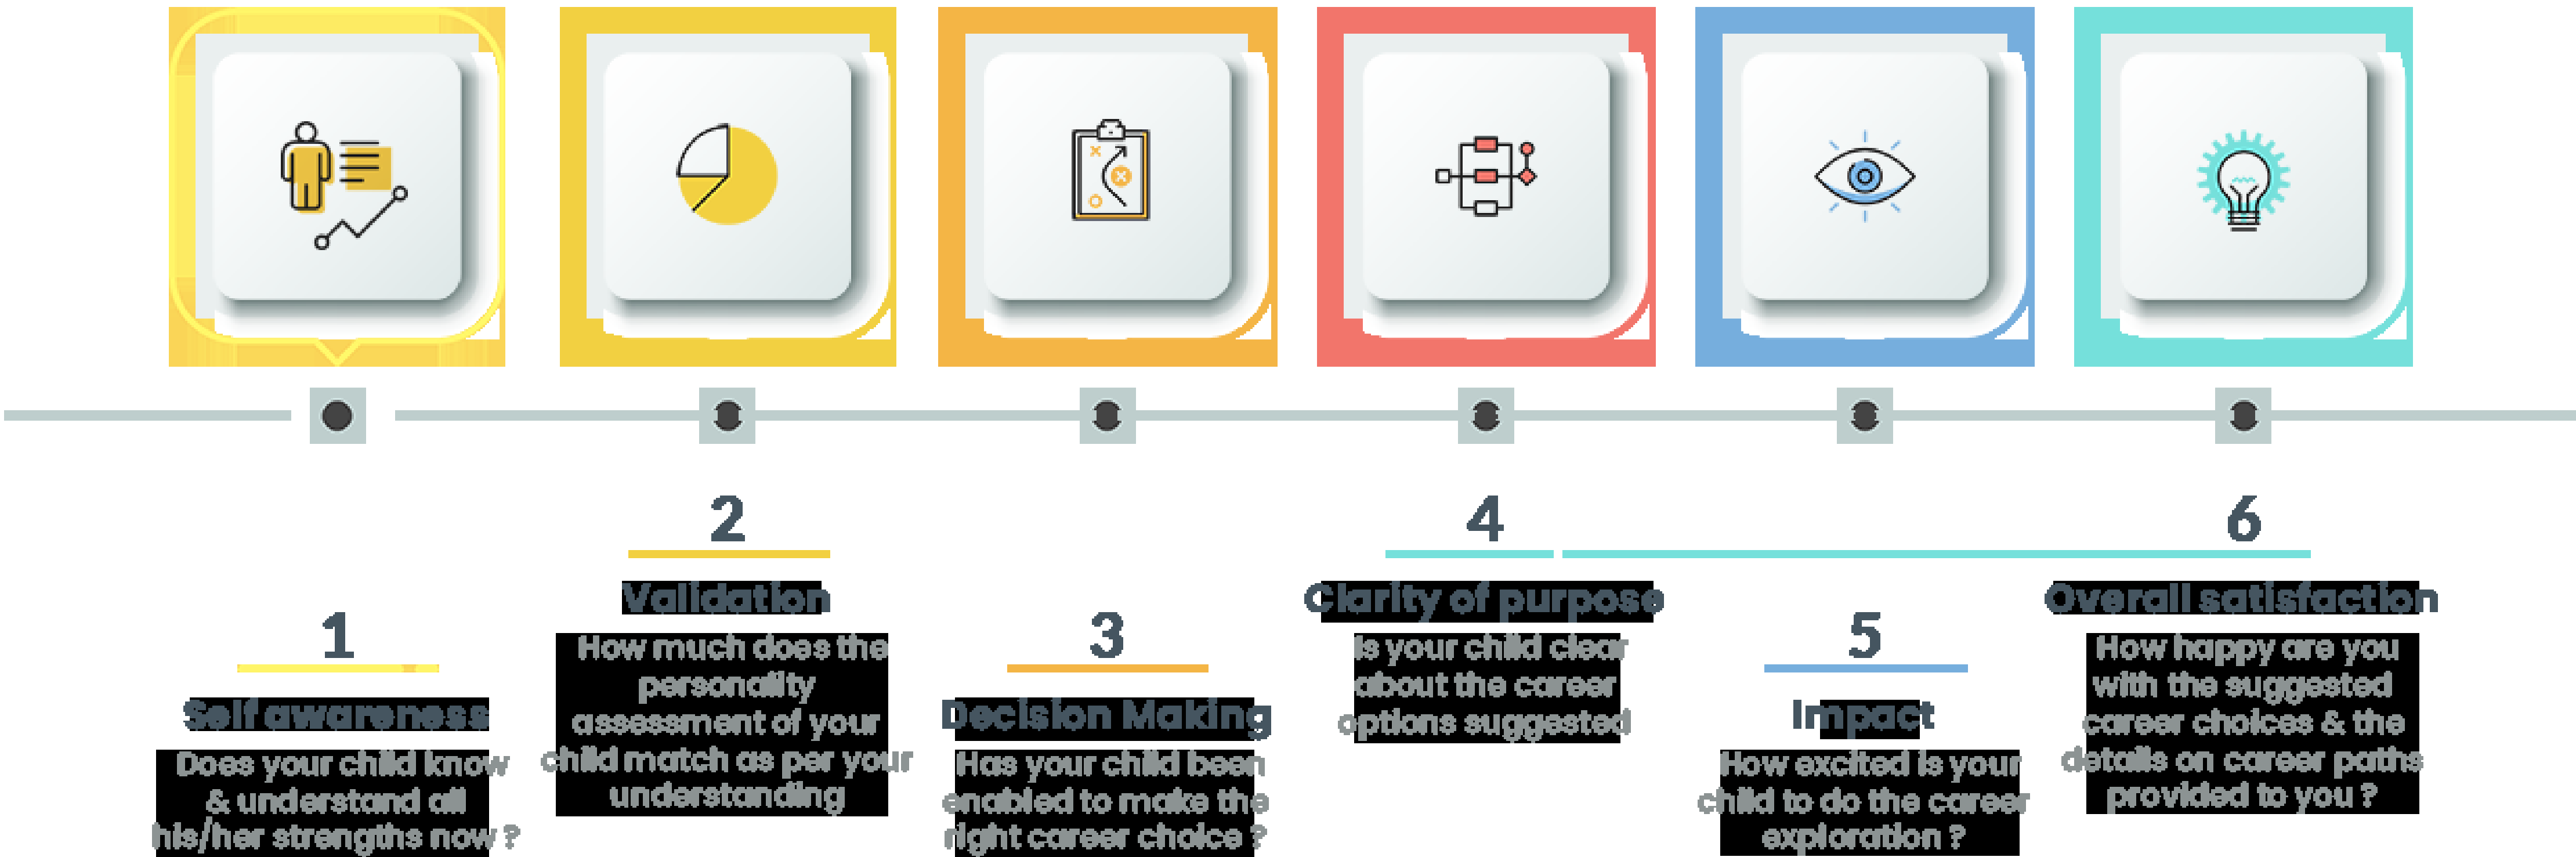 1
Self awareness
Does your child know
& understand all
his/her strengths now ?
2
Validation
How much does the
personality
assessment of your
child match as per your
understanding
3
Decision Making
Has your child been
enabled to make the
right career choice ?
4
Clarity of purpose
Is your child clear
about the career
options suggested
5
Impact
How excited is your
child to do the career
exploration ?
6
Overall satisfaction
How happy are you
with the suggested
career choices & the
details on career paths
provided to you ?